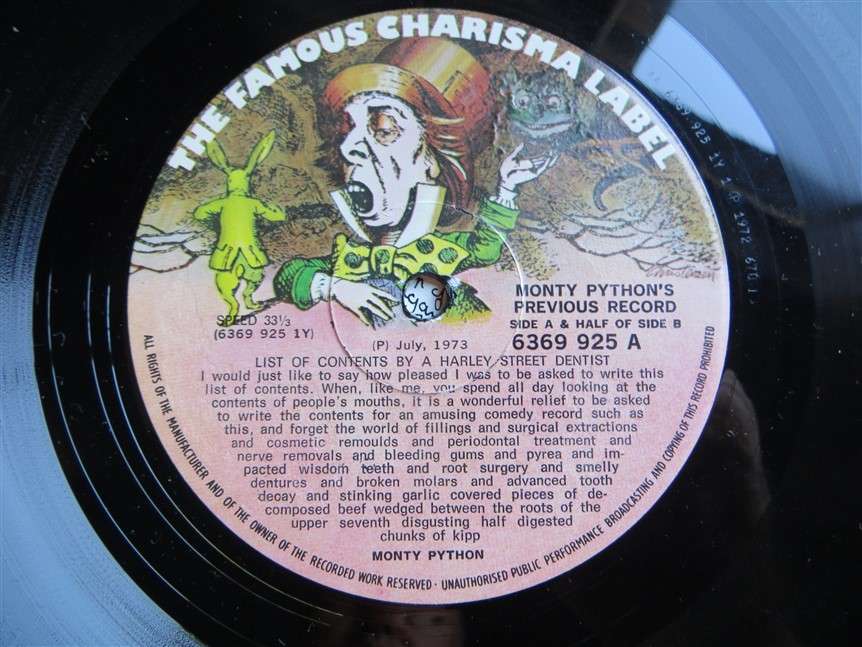 THE FAMOUS CHARISMA LABEL
MONTY PYTHON'S
PREVIOUS RECORD
SIDE A & HALF OF SIDE B
6369 925 A
SPEED 33⅓
(6369 925 1Y)
(P) July, 1973
LIST OF CONTENTS BY A HARLEY STREET DENTIST
I would just like to say how pleased I was to be asked to write this
list of contents. When, like me, you spend all day looking at the
contents of people's mouths, it is a wonderful relief to be asked
to write the contents for an amusing comedy record such as
this, and forget the world of fillings and surgical extractions
and cosmetic remoulds and periodontal treatment and
nerve removals and bleeding gums and pyrea and im-
pacted wisdom teeth and root surgery and smelly
dentures and broken molars and advanced tooth
decay and stinking garlic covered pieces of de-
composed beef wedged between the roots of the
upper seventh disgusting half digested
chunks of kipp
MONTY PYTHON
ALL RIGHTS OF THE MANUFACTURER AND OF THE OWNER OF THE RECORDED WORK RESERVED · UNAUTHORISED PUBLIC PERFORMANCE BROADCASTING AND COPYING OF THIS RECORD PROHIBITED